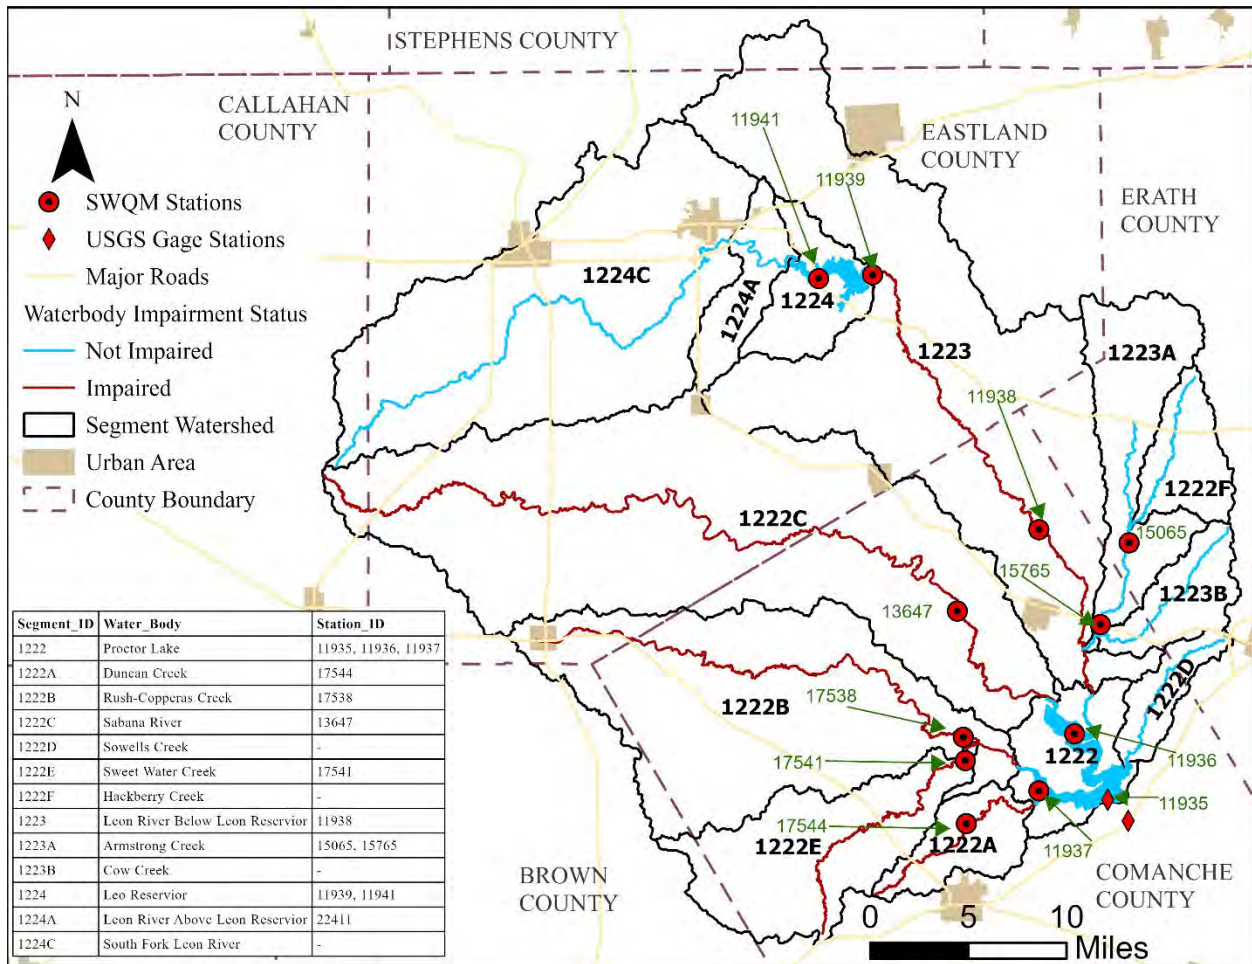 STEPHENS COUNTY
CALLAHAN
COUNTY
EASTLAND
COUNTY
ERATH
COUNTY
N
11941
11939
SWQM Stations
USGS Gage Stations
Major Roads
Waterbody Impairment Status
Not Impaired
Impaired
Segment Watershed
Urban Area
County Boundary
1224C
1224A
1224
1223
1223A
11938
1222F
15065
1222C
15765
1223B
13647
1222D
1222B
17538
1222
11936
17541
11935
17544
1222A
1222E
11937
BROWN
COUNTY
COMANCHE
COUNTY
0 5 10
Miles
Segment_ID Water_Body Station_ID
1222 Proctor Lake 11935, 11936, 11937
1222A Duncan Creek 17544
1222B Rush-Copperas Creek 17538
1222C Sabana River 13647
1222D Sowells Creek -
1222E Sweet Water Creek 17541
1222F Hackberry Creek -
1223 Leon River Below Leon Reservior 11938
1223A Armstrong Creek 15065, 15765
1223B Cow Creek -
1224 Leo Reservior 11939, 11941
1224A Leon River Above Leon Reservior 22411
1224C South Fork Leon River -